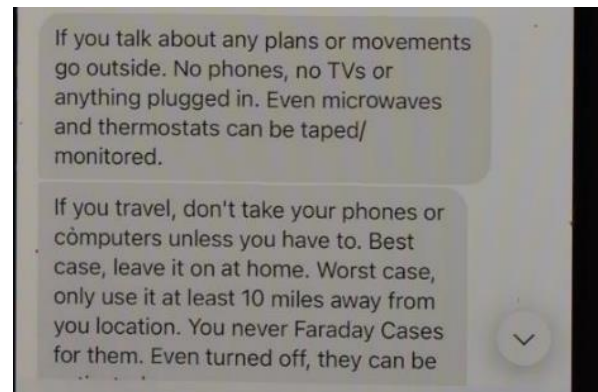 If you talk about any plans or movements
go outside. No phones, no TVs or
anything plugged in. Even microwaves
and thermostats can be taped/
monitored.
If you travel, don't take your phones or
computers unless you have to. Best
case, leave it on at home. Worst case,
only use it at least 10 miles away from
you location. You never Faraday Cases
for them. Even turned off, they can be